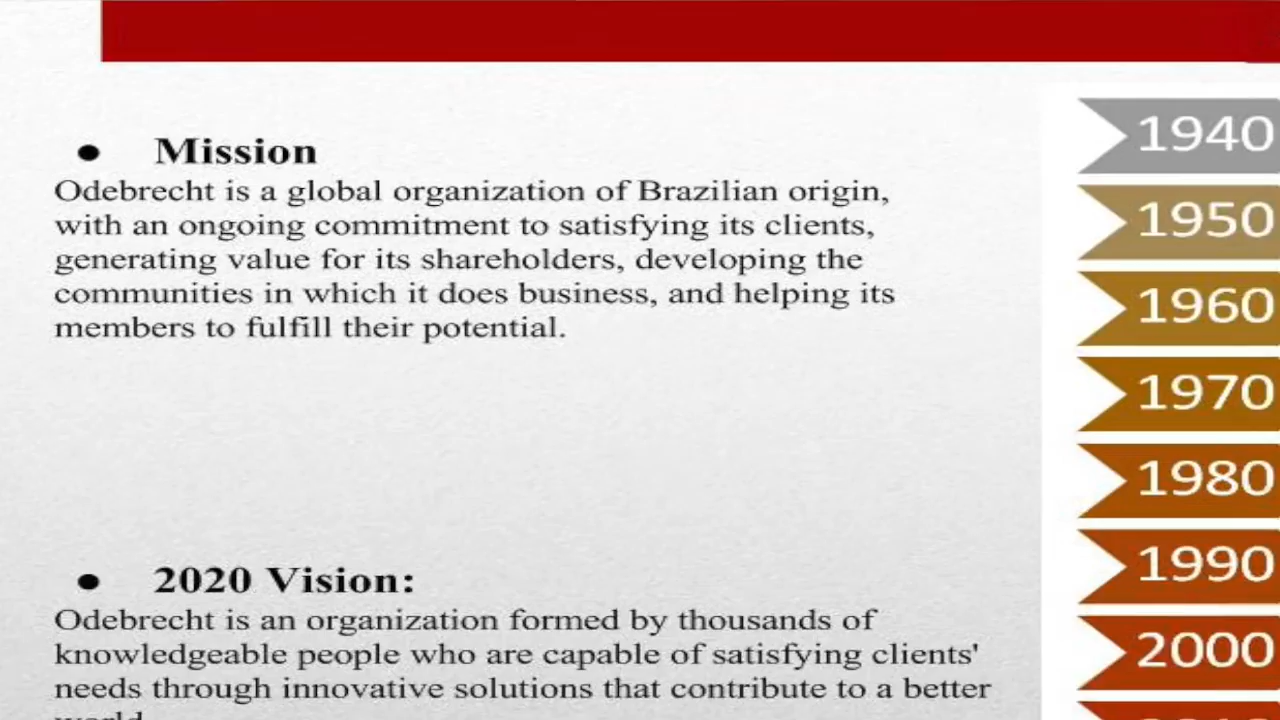 ● Mission
Odebrecht is a global organization of Brazilian origin,
with an ongoing commitment to satisfying its clients,
generating value for its shareholders, developing the
communities in which it does business, and helping its
members to fulfill their potential.
● 2020 Vision:
Odebrecht is an organization formed by thousands of
knowledgeable people who are capable of satisfying clients'
needs through innovative solutions that contribute to a better
world.
1940
1950
1960
1970
1980
1990
2000